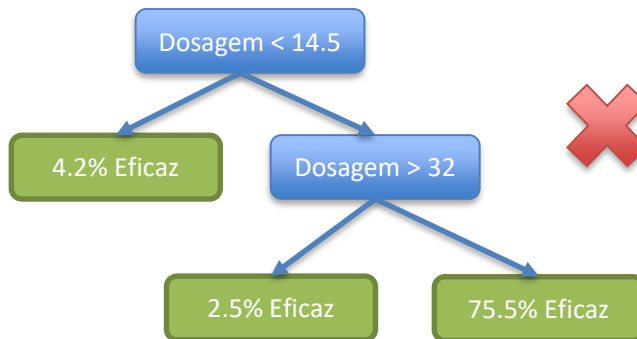 Dosagem < 14.5
4.2% Eficaz
Dosagem > 32
2.5% Eficaz
75.5% Eficaz